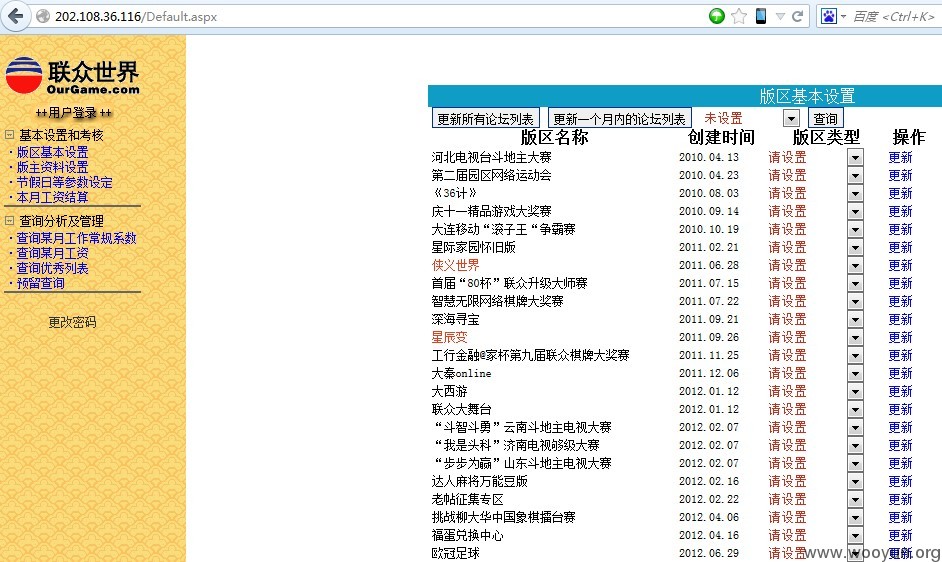 202.108.36.116/Default.aspx
百度 <Ctrl+K>
联众世界
OurGame.com
++用户登录++
基本设置和考核
·版区基本设置
·版主资料设置
·节假日等参数设定
·本月工资结算
查询分析及管理
·查询某月工作常规系数
·查询某月工资
·查询优秀列表
·预留查询
更改密码
版区基本设置
更新所有论坛列表 更新一个月内的论坛列表 未设置 查询
版区名称 创建时间 版区类型 操作
河北电视台斗地主大赛 2010.04.13 请设置 更新
第二届园区网络运动会 2010.04.23 请设置 更新
《36计》 2010.08.03 请设置 更新
庆十一精品游戏大奖赛 2010.09.14 请设置 更新
大连移动“滚子王“争霸赛 2010.10.19 请设置 更新
星际家园怀旧版 2011.02.21 请设置 更新
侠义世界 2011.06.28 请设置 更新
首届“80杯”联众升级大师赛 2011.07.15 请设置 更新
智慧无限网络棋牌大奖赛 2011.07.22 请设置 更新
深海寻宝 2011.09.21 请设置 更新
星辰变 2011.09.26 请设置 更新
工行金融@家杯第九届联众棋牌大奖赛 2011.11.25 请设置 更新
大秦online 2011.12.06 请设置 更新
大西游 2012.01.12 请设置 更新
联众大舞台 2012.01.12 请设置 更新
“斗智斗勇”云南斗地主电视大赛 2012.02.07 请设置 更新
“我是头科”济南电视够级大赛 2012.02.07 请设置 更新
“步步为赢”山东斗地主电视大赛 2012.02.07 请设置 更新
达人麻将万能豆版 2012.02.16 请设置 更新
老帖征集专区 2012.02.22 请设置 更新
挑战柳大华中国象棋擂台赛 2012.04.06 请设置 更新
福蛋兑换中心 2012.04.16 请设置 更新
欧冠足球 2012.06.29 请设置 更新
www.wooyun.org